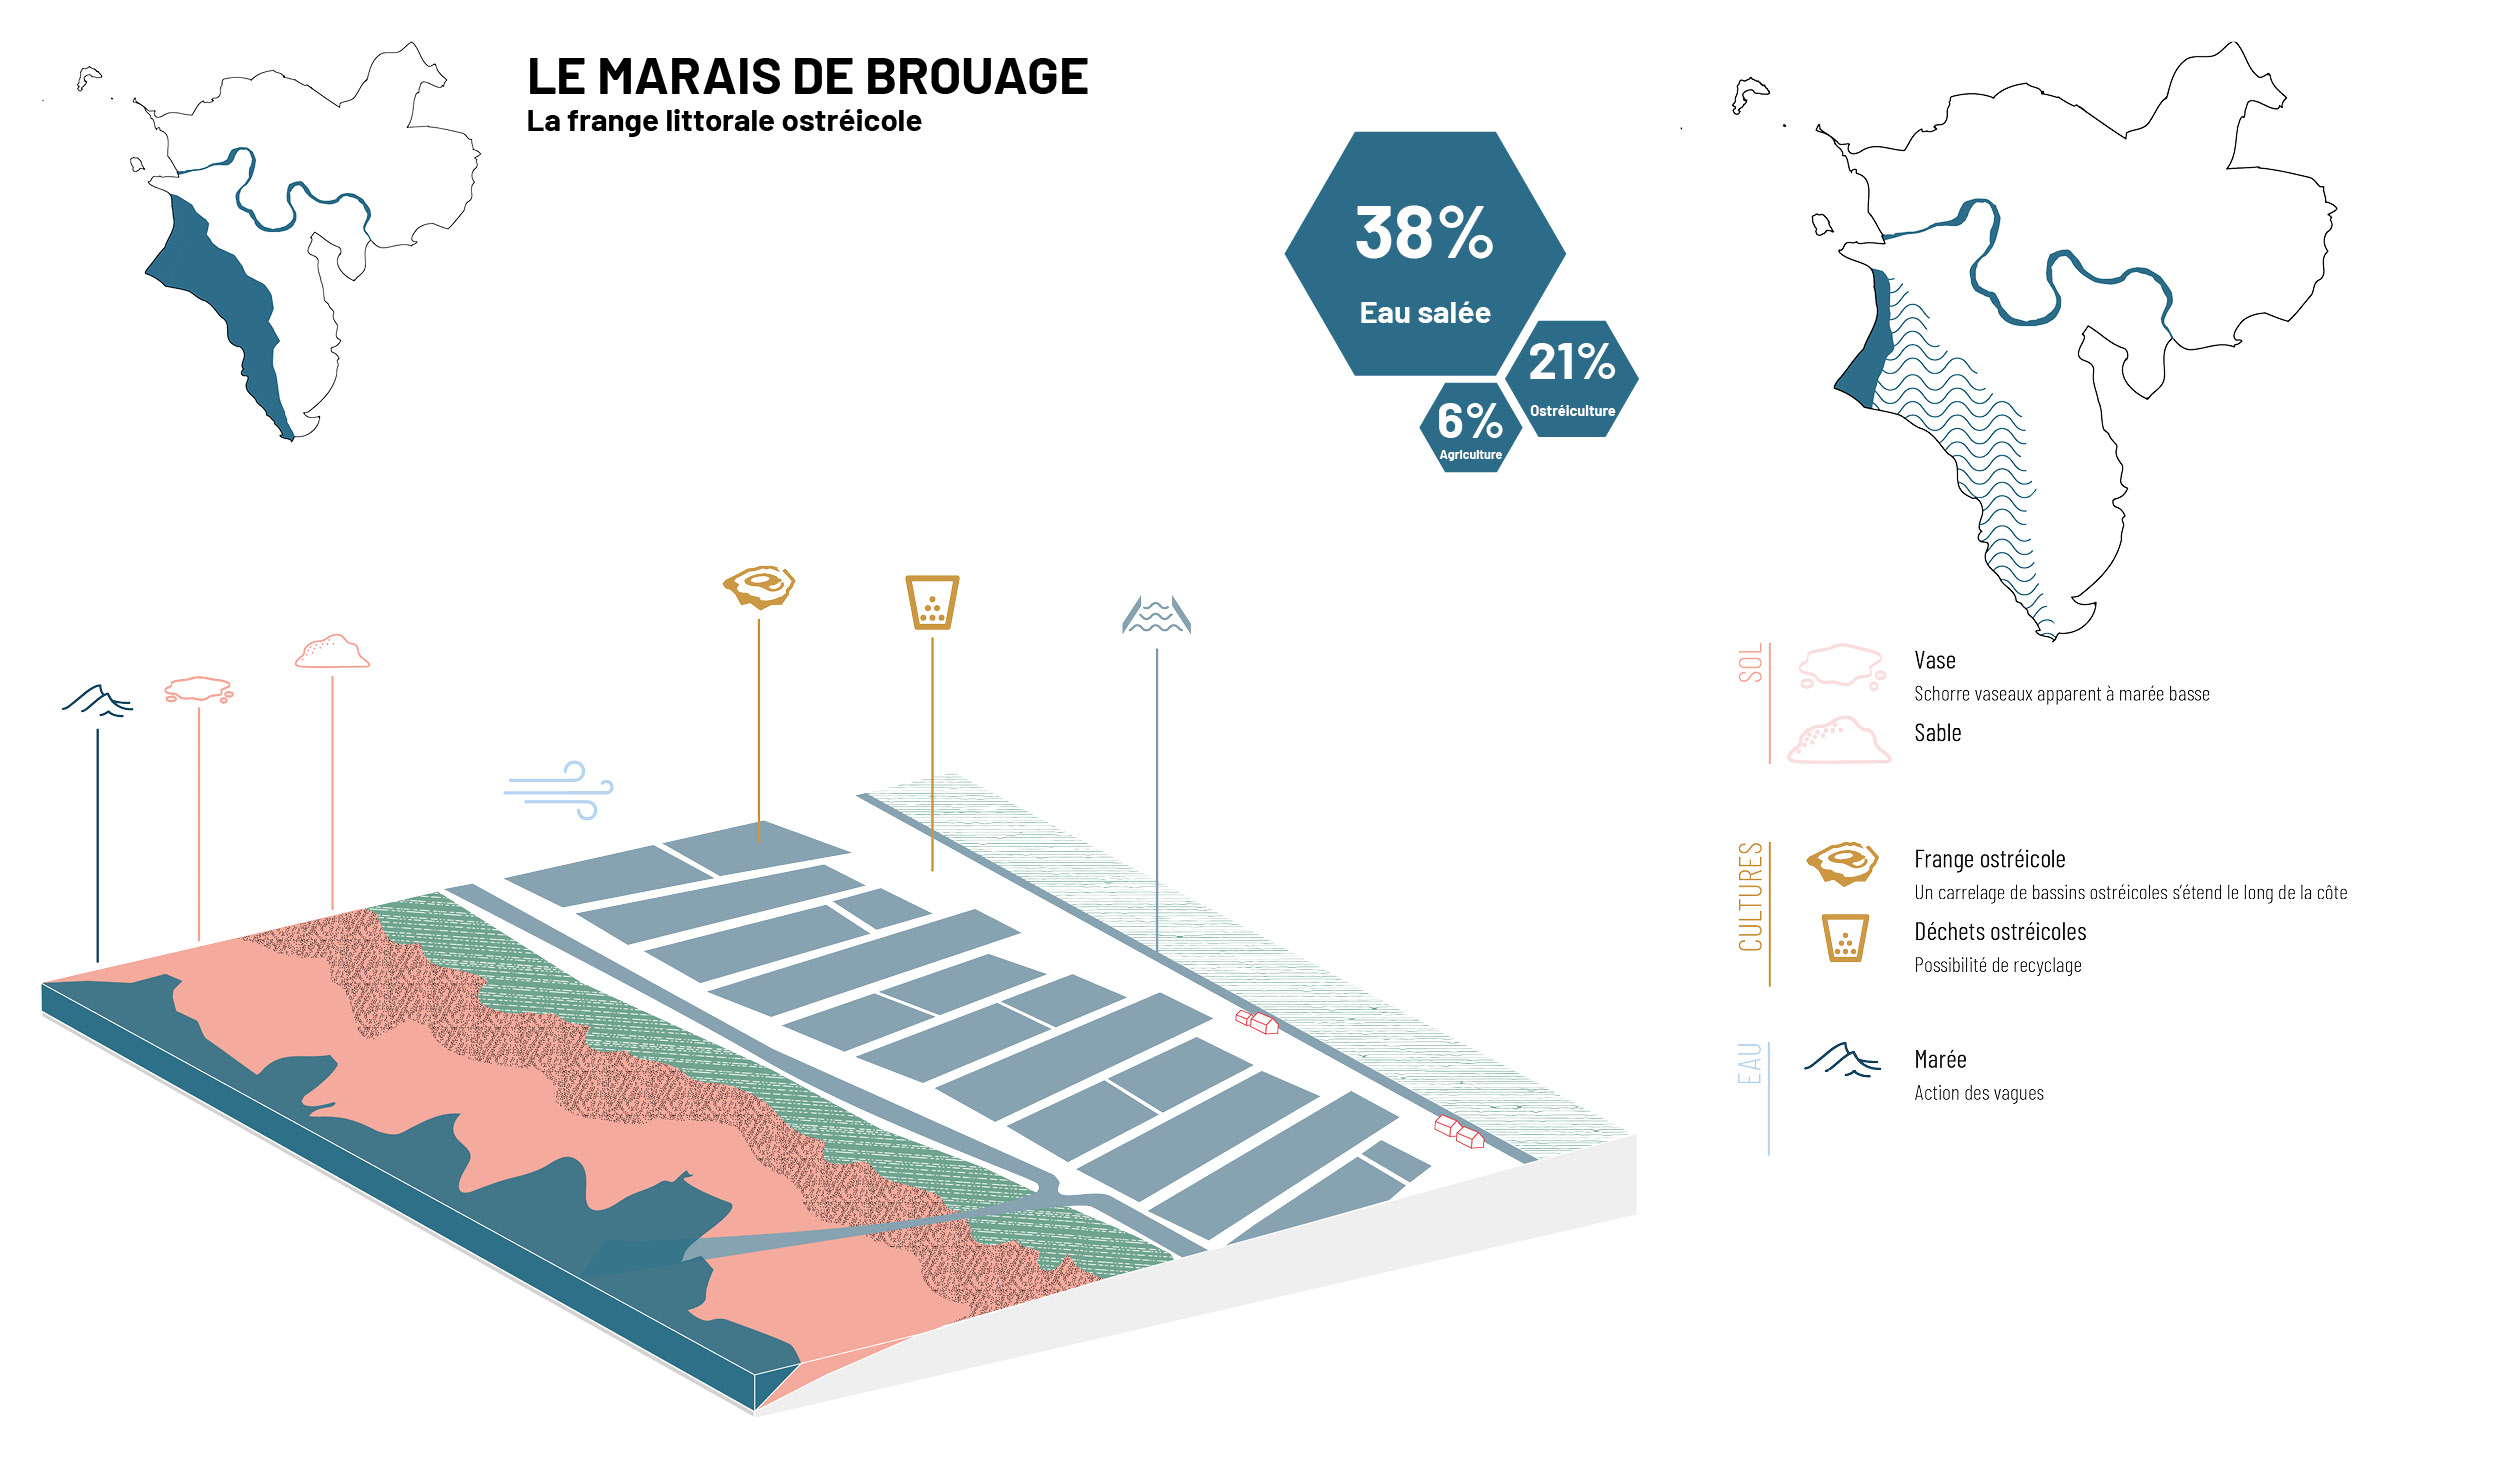 LE MARAIS DE BROUAGE
La frange littorale ostréicole
38%
Eau salée
21%
Ostréiculture
6%
Agriculture
SOL
Vase
Schorre vaseaux apparent à marée basse
Sable
CULTURES
Frange ostréicole
Un carrelage de bassins ostréicoles s'étend le long de la côte
Déchets ostréicoles
Possibilité de recyclage
EAU
Marée
Action des vagues